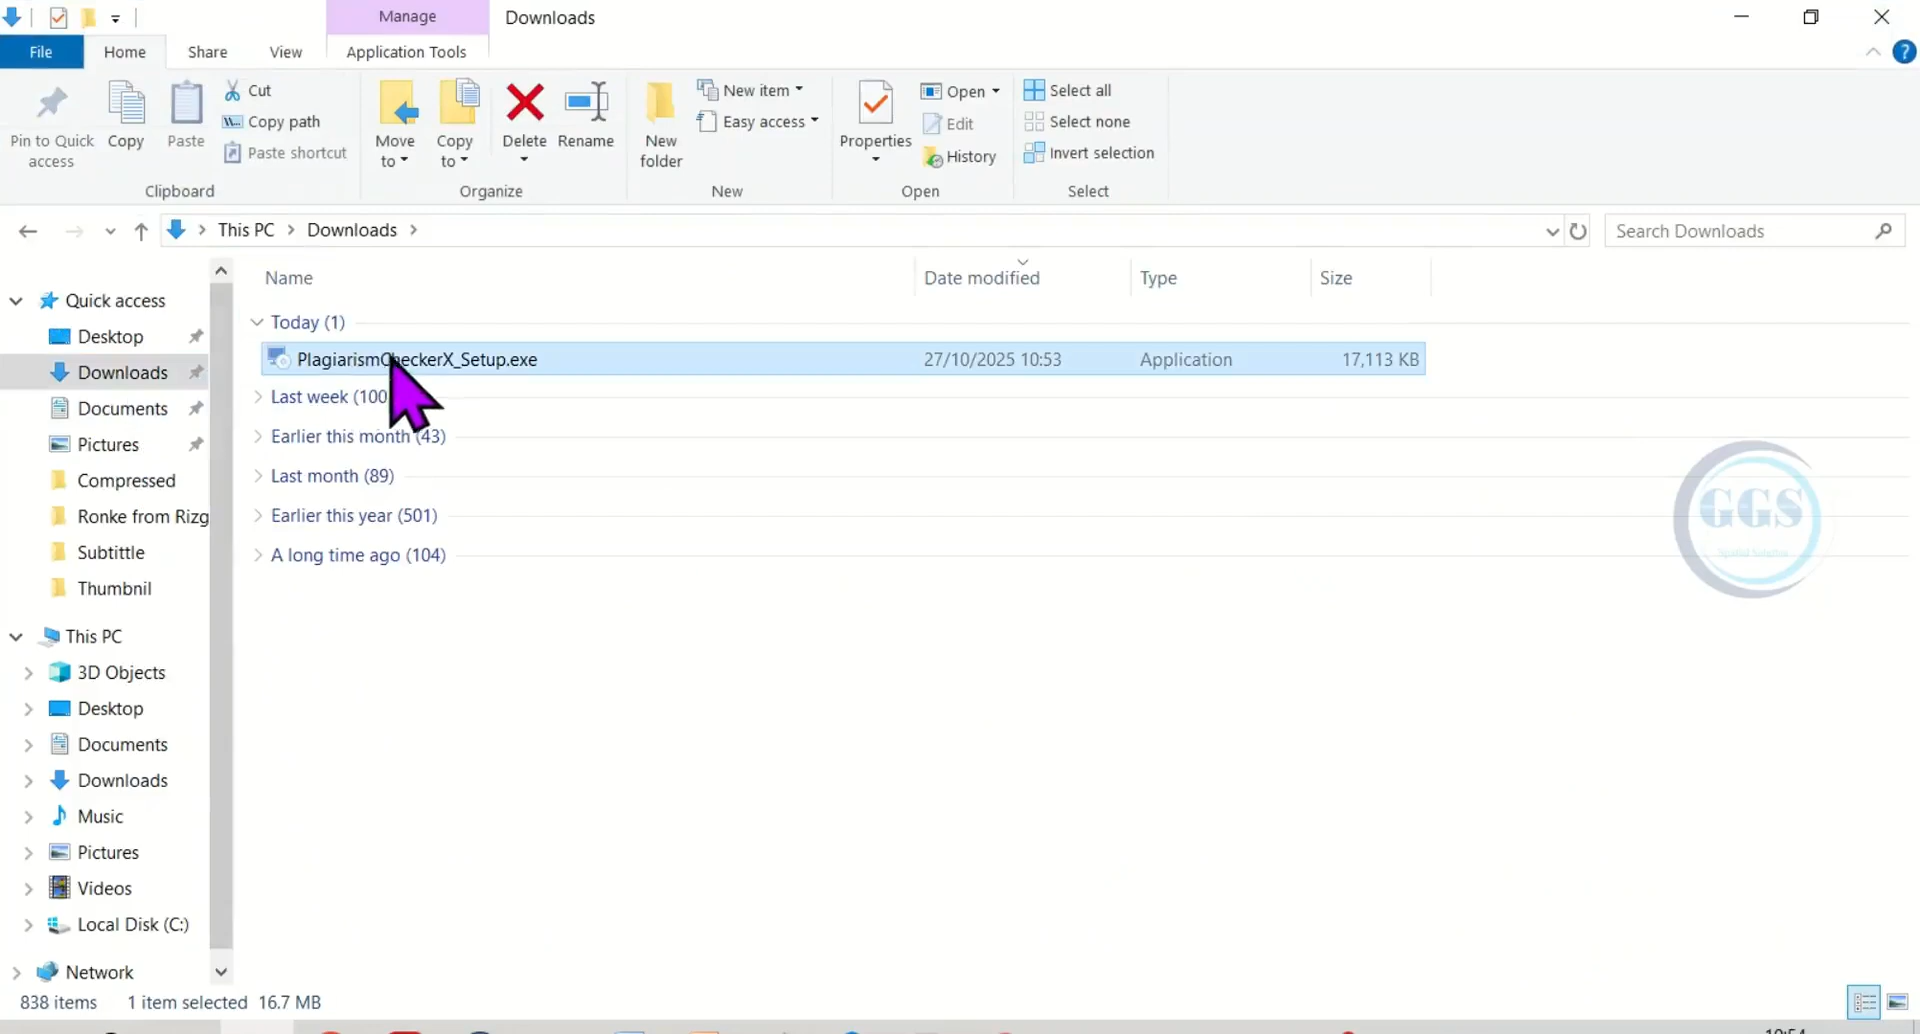 Manage
Downloads
File
Home
Share
View
Application Tools
Pin to Quick access
Copy
Paste
Cut
Copy path
Paste shortcut
Move to
Copy to
Delete
Rename
New folder
New item
Easy access
Properties
Open
Edit
History
Select all
Select none
Invert selection
Clipboard
Organize
New
Open
Select
This PC
Downloads
Search Downloads
Name
Date modified
Type
Size
Quick access
Desktop
Downloads
Documents
Pictures
Compressed
Ronke from Rizg
Subtittle
Thumbnil
This PC
3D Objects
Desktop
Documents
Downloads
Music
Pictures
Videos
Local Disk (C:)
Network
Today (1)
PlagiarismCheckerX_Setup.exe
27/10/2025 10:53
Application
17,113 KB
Last week (100
Earlier this month (43)
Last month (89)
Earlier this year (501)
A long time ago (104)
GGS
838 items
1 item selected
16.7 MB